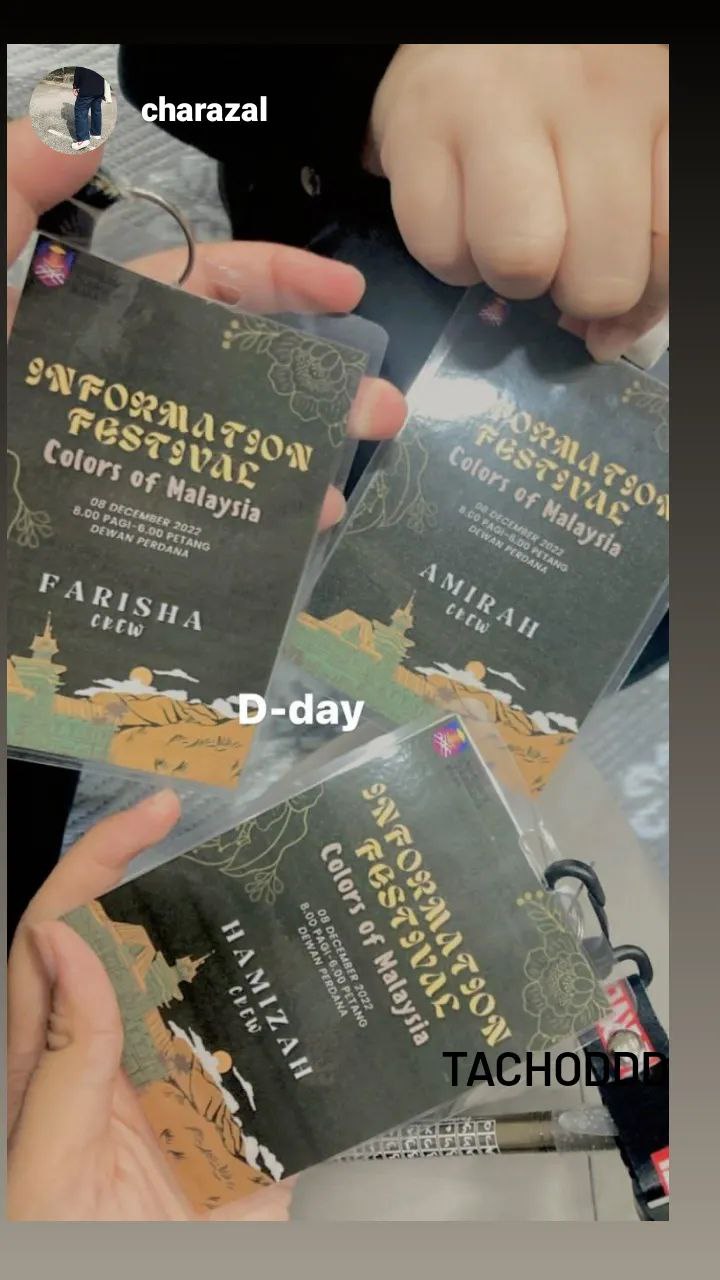 charazal
INFORMATION
FESTIVAL
Colors of Malaysia
08 DECEMBER 2022
8.00 PAGI-6.00 PETANG
DEWAN PERDANA
FARISHA
CREW
FESTIVAL
Colors of Malaysia
08 DECEMBER 2022
8.00 PAGI-6.00 PETANG
DEWAN PERDANA
AMIRAH
CREW
D-day
INFORMATION
FESTIVAL
Colors of Malaysia
08 DECEMBER 2022
8.00 PAGI-6.00 PETANG
DEWAN PERDANA
HAMIZAH
CREW
TACHODDD